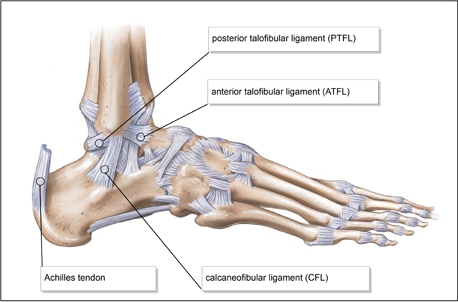 posterior talofibular ligament (PTFL)
anterior talofibular ligament (ATFL)
Achilles tendon
calcaneofibular ligament (CFL)